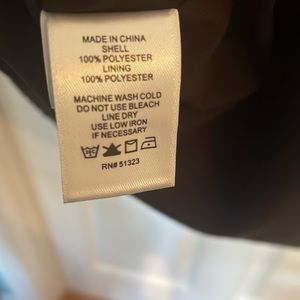 MADE IN CHINA
SHELL
100% POLYESTER
LINING
100% POLYESTER
MACHINE WASH COLD
DO NOT USE BLEACH
LINE DRY
USE LOW IRON
IF NECESSARY
RN# 51323